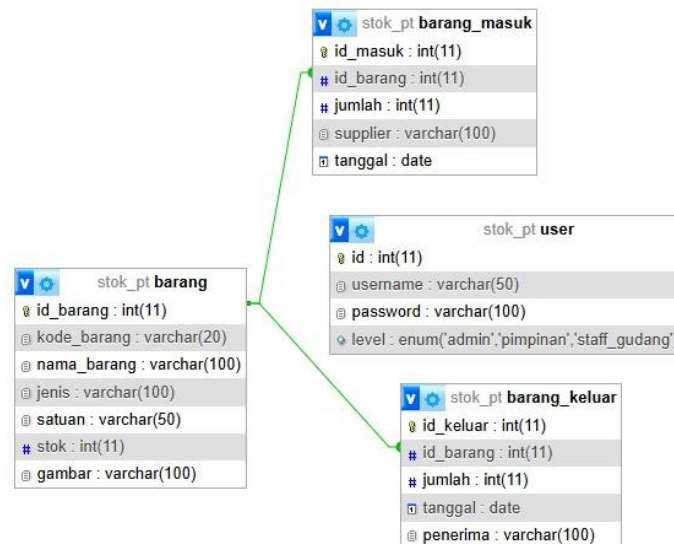 stok_pt barang_masuk
id_masuk : int(11)
# id_barang : int(11)
# jumlah : int(11)
supplier : varchar(100)
tanggal : date
stok_pt user
id : int(11)
username : varchar(50)
password : varchar(100)
level : enum('admin','pimpinan','staff_gudang'
stok_pt barang
id_barang : int(11)
kode_barang : varchar(20)
nama_barang : varchar(100)
jenis : varchar(100)
satuan : varchar(50)
# stok : int(11)
gambar : varchar(100)
stok_pt barang_keluar
id_keluar : int(11)
# id_barang : int(11)
# jumlah : int(11)
tanggal : date
penerima : varchar(100)